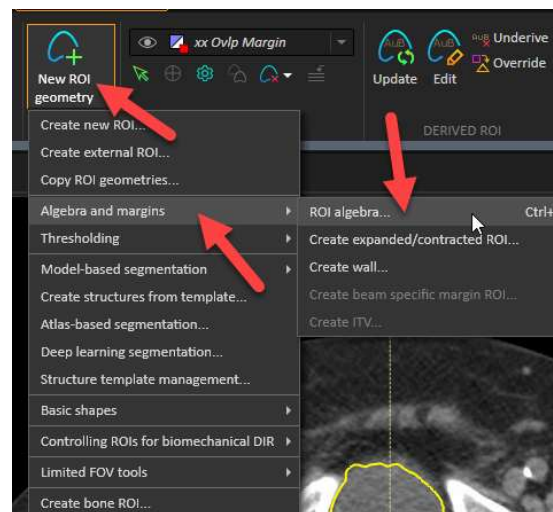 xx Ovlp Margin
New ROI
geometry
Update
Edit
Underive
Override
DERIVED ROI
Create new ROI...
Create external ROI...
Copy ROI geometries...
Algebra and margins
Thresholding
Model-based segmentation
Create structures from template...
Atlas-based segmentation...
Deep learning segmentation...
Structure template management...
Basic shapes
Controlling ROIs for biomechanical DIR
Limited FOV tools
Create bone ROI...
ROI algebra...
Ctrl+
Create expanded/contracted ROI...
Create wall...
Create beam specific margin ROI...
Create ITV...